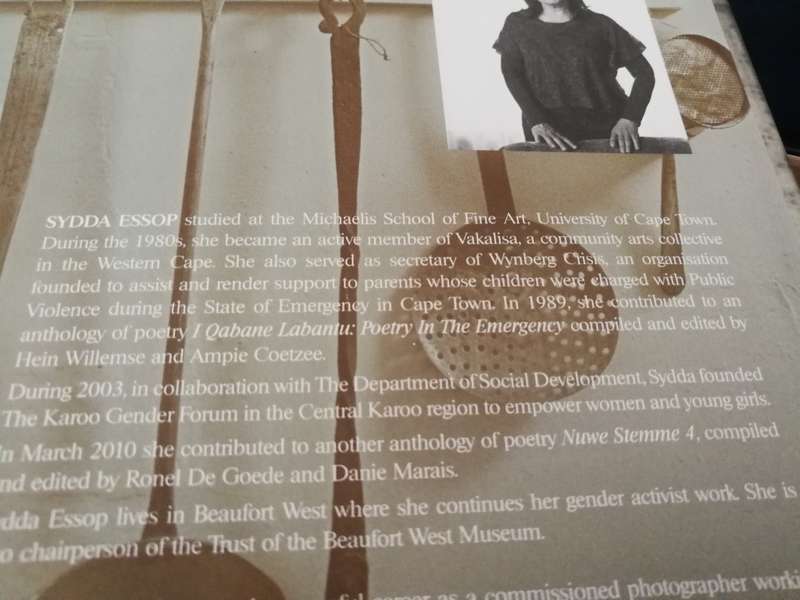 SYDDA ESSOP studied at the Michaelis School of Fine Art, University of Cape Town.
During the 1980s, she became an active member of Vakalisa, a community arts collective
in the Western Cape. She also served as secretary of Wynberg Crisis, an organisation
founded to assist and render support to parents whose children were charged with Public
Violence during the State of Emergency in Cape Town. In 1989, she contributed to an
anthology of poetry I Qabane Labantu: Poetry In The Emergency compiled and edited by
Hein Willemse and Ampie Coetzee.
During 2003, in collaboration with The Department of Social Development, Sydda founded
The Karoo Gender Forum in the Central Karoo region to empower women and young girls.
In March 2010 she contributed to another anthology of poetry Nuwe Stemme 4, compiled
nd edited by Ronel De Goede and Danie Marais.
ydda Essop lives in Beaufort West where she continues her gender activist work. She is
o chairperson of the Trust of the Beaufort West Museum.
career as a commissioned photographer worki